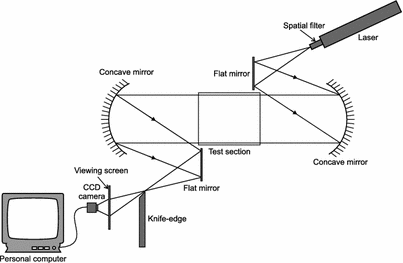 Spatial filter
Laser
Flat mirror
Concave mirror
Test section
Concave mirror
Viewing screen
CCD
camera
Flat mirror
Knife-edge
Personal computer